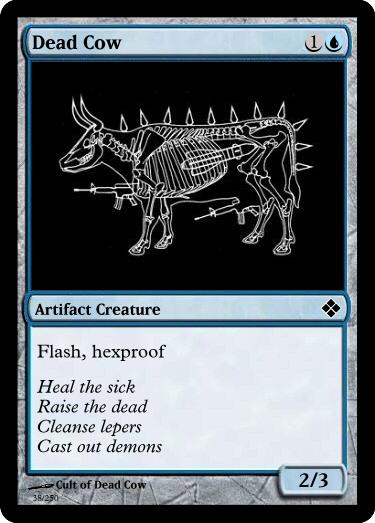 Dead Cow 1
Artifact Creature
Flash, hexproof
Heal the sick
Raise the dead
Cleanse lepers
Cast out demons
Cult of Dead Cow
38/250
2/3